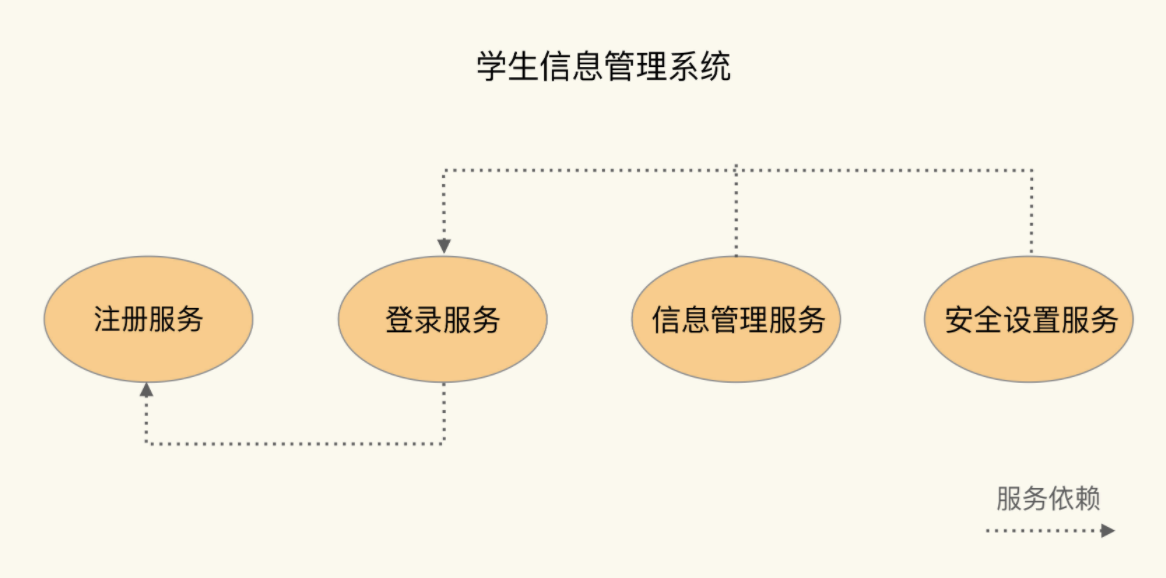 学生信息管理系统
注册服务
登录服务
信息管理服务
安全设置服务
服务依赖